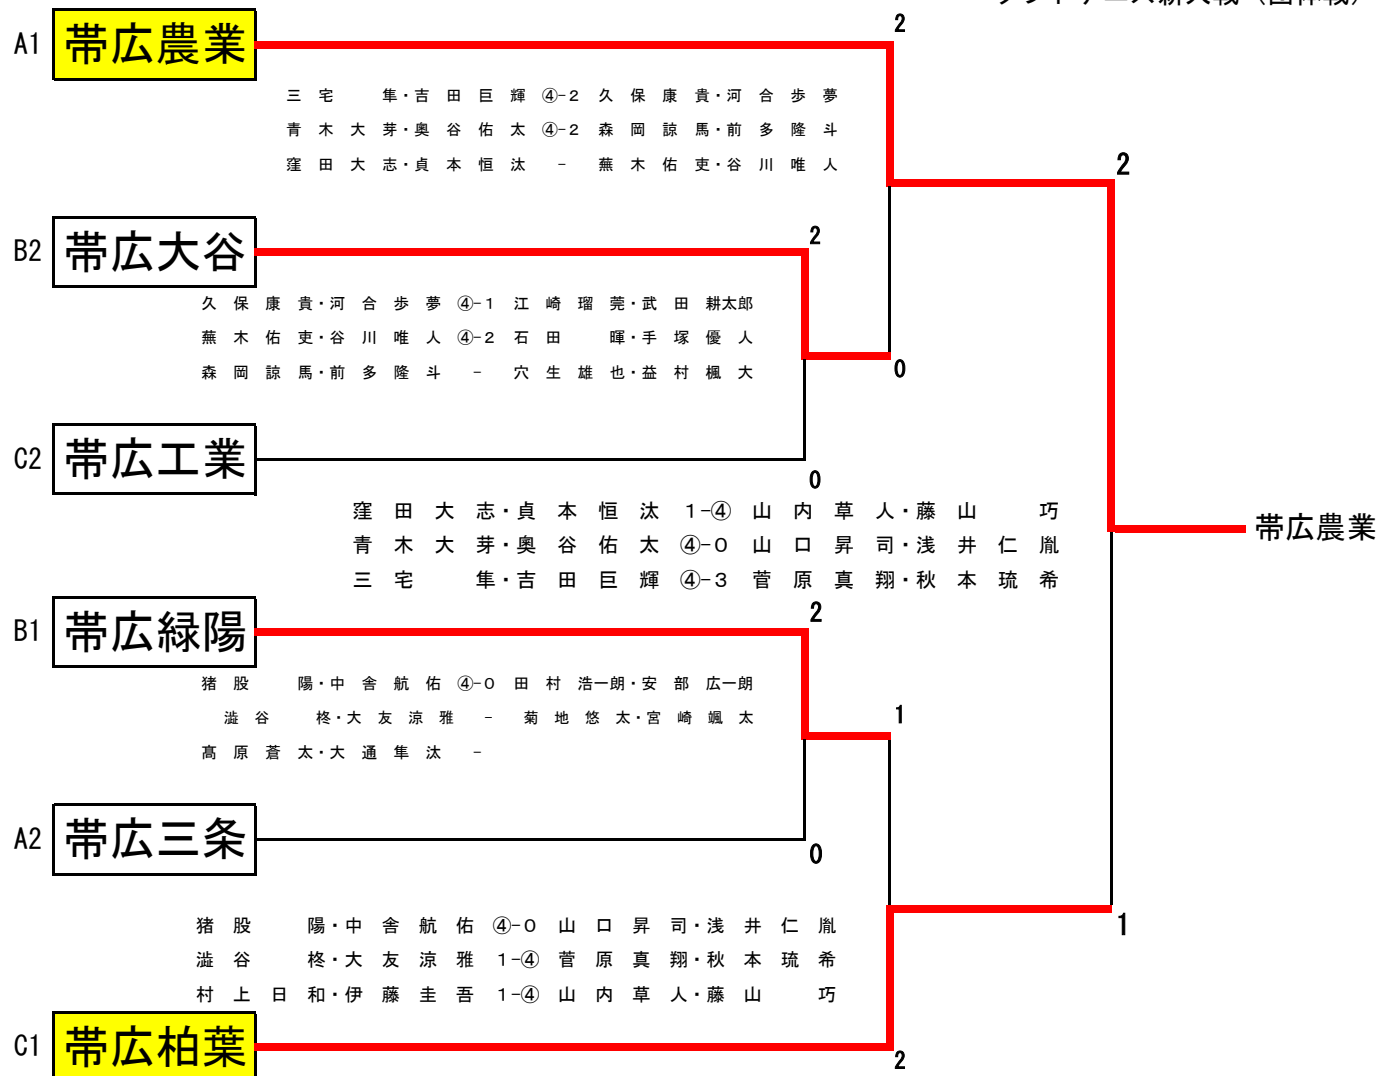 2
A1 帯広農業
三宅 隼・吉田巨輝 ④-2 久保康貴・河合歩夢
青木大芽・奥谷佑太 ④-2 森岡諒馬・前多隆斗
窪田大志・貞本恒汰 - 蕪木佑吏・谷川唯人
2
B2 帯広大谷
2
久保康貴・河合歩夢 ④-1 江崎瑠莞・武田耕太郎
蕪木佑吏・谷川唯人 ④-2 石田 暉・手塚優人
森岡諒馬・前多隆斗 - 穴生雄也・益村楓大
0
C2 帯広工業
0
窪田大志・貞本恒汰 1-④ 山内草人・藤山 巧
青木大芽・奥谷佑太 ④-0 山口昇司・浅井仁胤
三宅 隼・吉田巨輝 ④-3 菅原真翔・秋本琉希
帯広農業
B1 帯広緑陽
2
猪股 陽・中舎航佑 ④-0 田村浩一朗・安部広一朗
澁谷 柊・大友涼雅 - 菊地悠太・宮崎颯太
髙原蒼太・大通隼汰 -
1
A2 帯広三条
0
猪股 陽・中舎航佑 ④-0 山口昇司・浅井仁胤
澁谷 柊・大友涼雅 1-④ 菅原真翔・秋本琉希
村上日和・伊藤圭吾 1-④ 山内草人・藤山 巧
1
C1 帯広柏葉
2